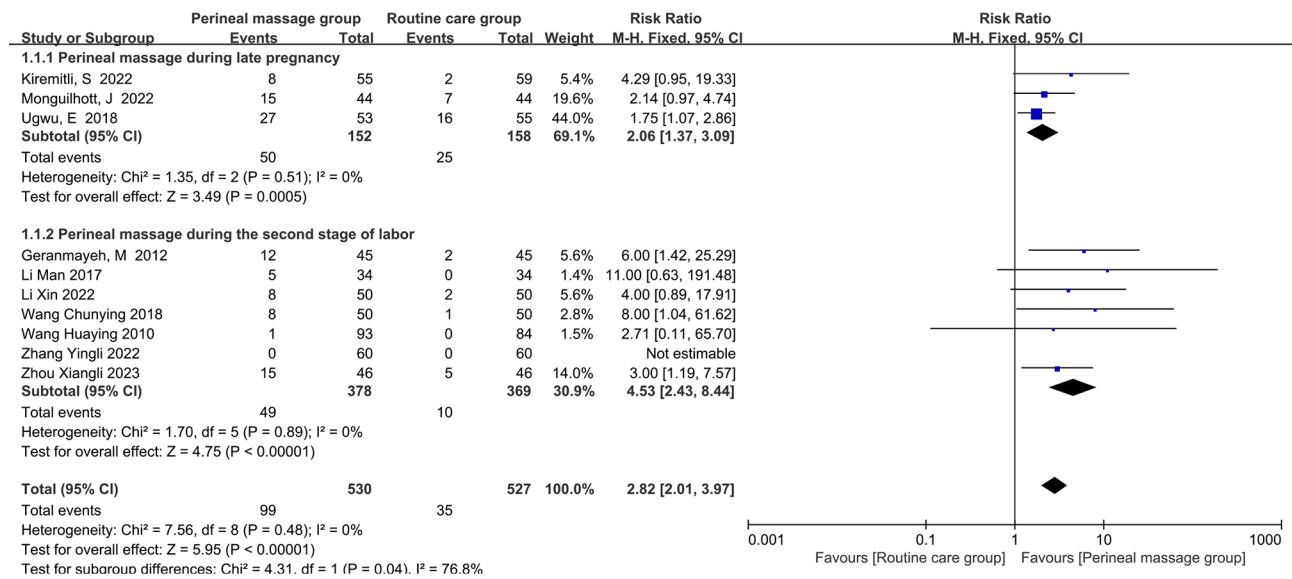 Perineal massage group Routine care group Risk Ratio Risk Ratio
Study or Subgroup Events Total Events Total Weight M-H, Fixed, 95% CI M-H, Fixed, 95% CI
1.1.1 Perineal massage during late pregnancy
Kiremitli, S 2022 8 55 2 59 5.4% 4.29 [0.95, 19.33]
Monguilhott, J 2022 15 44 7 44 19.6% 2.14 [0.97, 4.74]
Ugwu, E 2018 27 53 16 55 44.0% 1.75 [1.07, 2.86]
Subtotal (95% CI) 152 158 69.1% 2.06 [1.37, 3.09]
Total events 50 25
Heterogeneity: Chi² = 1.35, df = 2 (P = 0.51); I² = 0%
Test for overall effect: Z = 3.49 (P = 0.0005)
1.1.2 Perineal massage during the second stage of labor
Geranmayeh, M 2012 12 45 2 45 5.6% 6.00 [1.42, 25.29]
Li Man 2017 5 34 0 34 1.4% 11.00 [0.63, 191.48]
Li Xin 2022 8 50 2 50 5.6% 4.00 [0.89, 17.91]
Wang Chunying 2018 8 50 1 50 2.8% 8.00 [1.04, 61.62]
Wang Huaying 2010 1 93 0 84 1.5% 2.71 [0.11, 65.70]
Zhang Yingli 2022 0 60 0 60 Not estimable
Zhou Xiangli 2023 15 46 5 46 14.0% 3.00 [1.19, 7.57]
Subtotal (95% CI) 378 369 30.9% 4.53 [2.43, 8.44]
Total events 49 10
Heterogeneity: Chi² = 1.70, df = 5 (P = 0.89); I² = 0%
Test for overall effect: Z = 4.75 (P < 0.00001)
Total (95% CI) 530 527 100.0% 2.82 [2.01, 3.97]
Total events 99 35
Heterogeneity: Chi² = 7.56, df = 8 (P = 0.48); I² = 0%
Test for overall effect: Z = 5.95 (P < 0.00001)
Test for subgroup differences: Chi² = 4.31, df = 1 (P = 0.04), I² = 76.8%
0.001 0.1 1 10 1000
Favours [Routine care group] Favours [Perineal massage group]